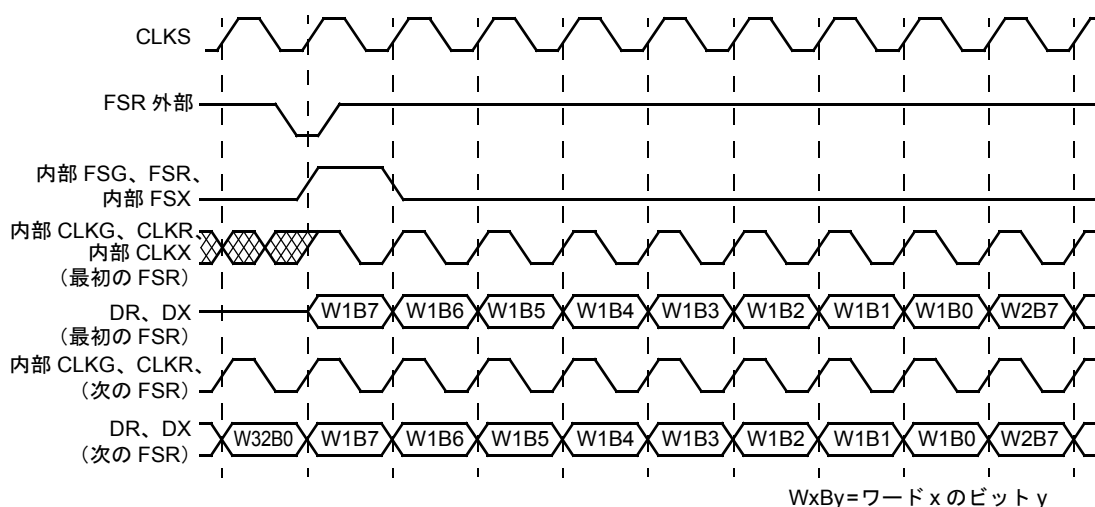 CLKS
FSR 外部
内部 FSG、FSR、
内部 FSX
内部 CLKG、CLKR、
内部 CLKX
（最初の FSR）
DR、DX
（最初の FSR）
W1B7 W1B6 W1B5 W1B4 W1B3 W1B2 W1B1 W1B0 W2B7
内部 CLKG、CLKR、
（次の FSR）
DR、DX
（次の FSR）
W32B0 W1B7 W1B6 W1B5 W1B4 W1B3 W1B2 W1B1 W1B0 W2B7
WxBy=ワード x のビット y